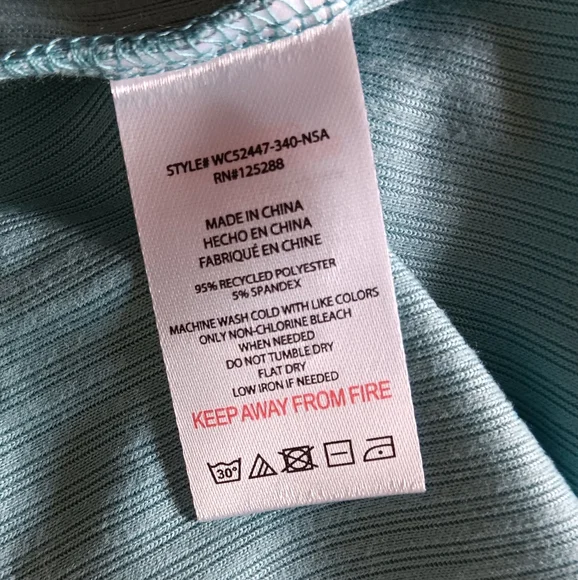 STYLE# WC52447-340-NSA
RN#125288
MADE IN CHINA
HECHO EN CHINA
FABRIQUÉ EN CHINE
95% RECYCLED POLYESTER
5% SPANDEX
MACHINE WASH COLD WITH LIKE COLORS
ONLY NON-CHLORINE BLEACH
WHEN NEEDED
DO NOT TUMBLE DRY
FLAT DRY
LOW IRON IF NEEDED
KEEP AWAY FROM FIRE
30°